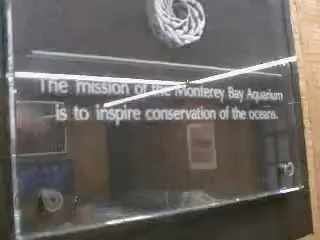 The mission of the Monterey Bay Aquarium
is to inspire conservation of the oceans.